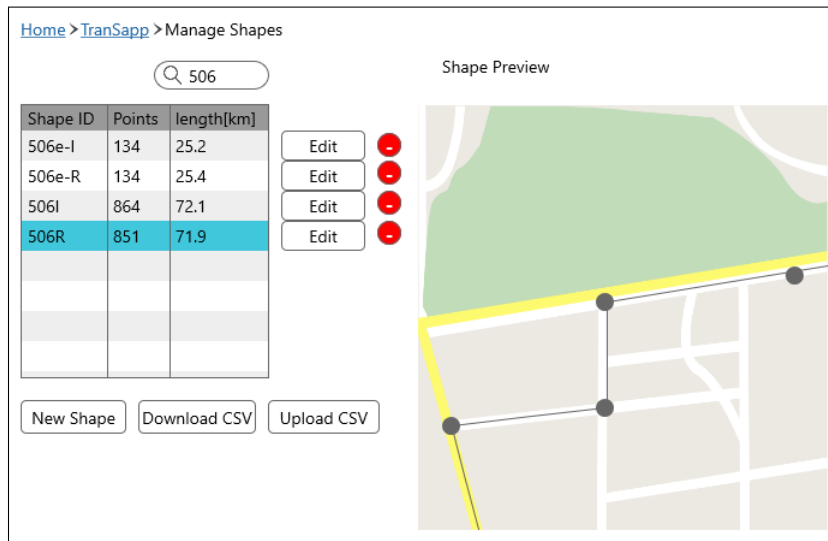 Home > TranSapp > Manage Shapes
506
Shape Preview
Shape ID Points length[km]
506e-I 134 25.2 Edit -
506e-R 134 25.4 Edit -
506I 864 72.1 Edit -
506R 851 71.9 Edit -
New Shape Download CSV Upload CSV